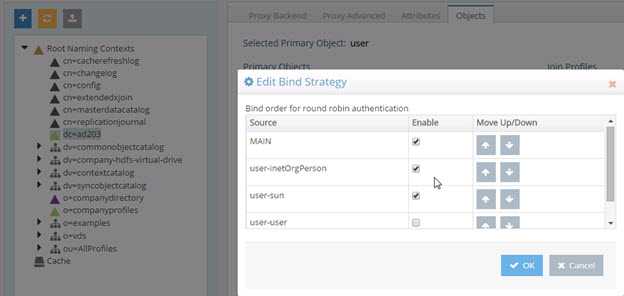 Root Naming Contexts
cn=cacherefreshlog
cn=changelog
cn=config
cn=extendedxjoin
cn=masterdatacatalog
cn=replicationjournal
dc=ad203
dv=commonobjectcatalog
dv=company-hdfs-virtual-drive
dv=contextcatalog
dv=syncobjectcatalog
o=companydirectory
o=companyprofiles
o=examples
o=vds
ou=AllProfiles
Cache
Proxy Backend
Proxy Advanced
Attributes
Objects
Selected Primary Object: user
Primary Objects
Join Profiles
Edit Bind Strategy
Bind order for round robin authentication
Source
Enable
Move Up/Down
MAIN
user-inetOrgPerson
user-sun
user-user
OK
Cancel